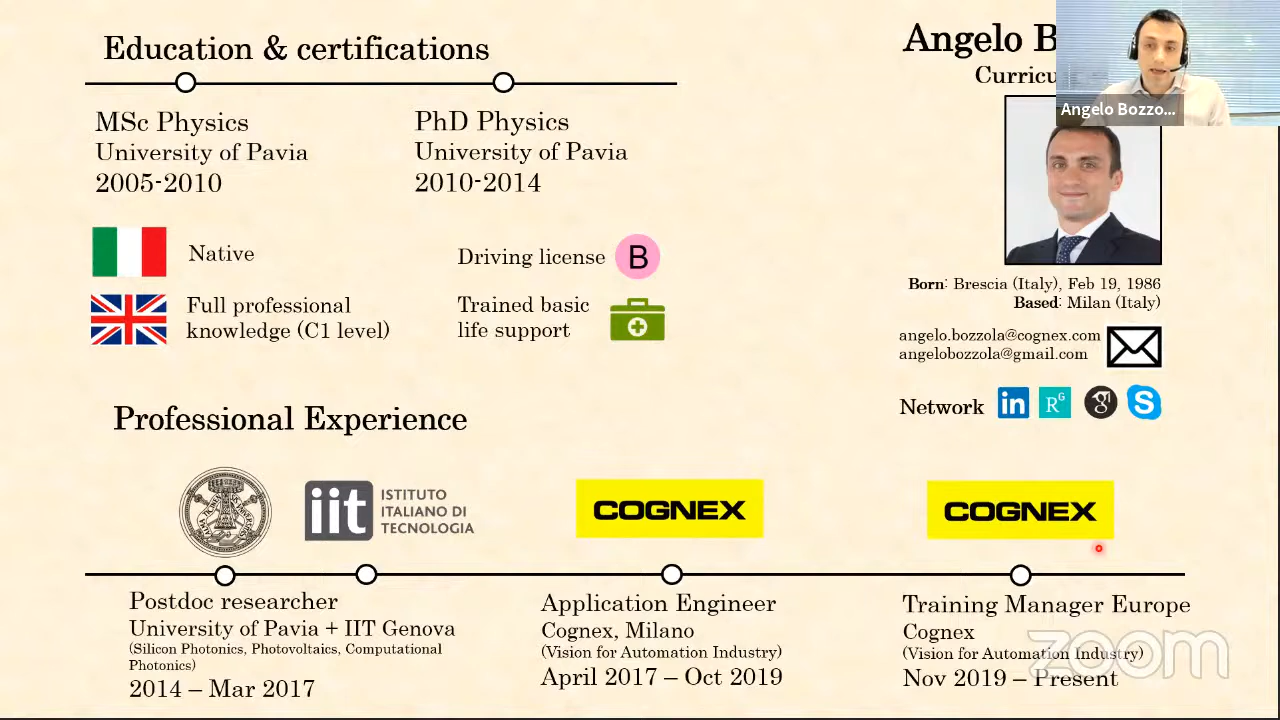 Education & certifications
MSc Physics
University of Pavia
2005-2010
PhD Physics
University of Pavia
2010-2014
Native
Full professional
knowledge (C1 level)
Driving license B
Trained basic
life support
Angelo B
Curricu
Angelo Bozzo...
Born: Brescia (Italy), Feb 19, 1986
Based: Milan (Italy)
angelo.bozzola@cognex.com
angelobozzola@gmail.com
Network in RG g S
Professional Experience
iit ISTITUTO
ITALIANO DI
TECNOLOGIA
COGNEX
COGNEX
Postdoc researcher
University of Pavia + IIT Genova
(Silicon Photonics, Photovoltaics, Computational
Photonics)
2014 – Mar 2017
Application Engineer
Cognex, Milano
(Vision for Automation Industry)
April 2017 – Oct 2019
Training Manager Europe
Cognex
(Vision for Automation Industry)
Nov 2019 – Present
zoom